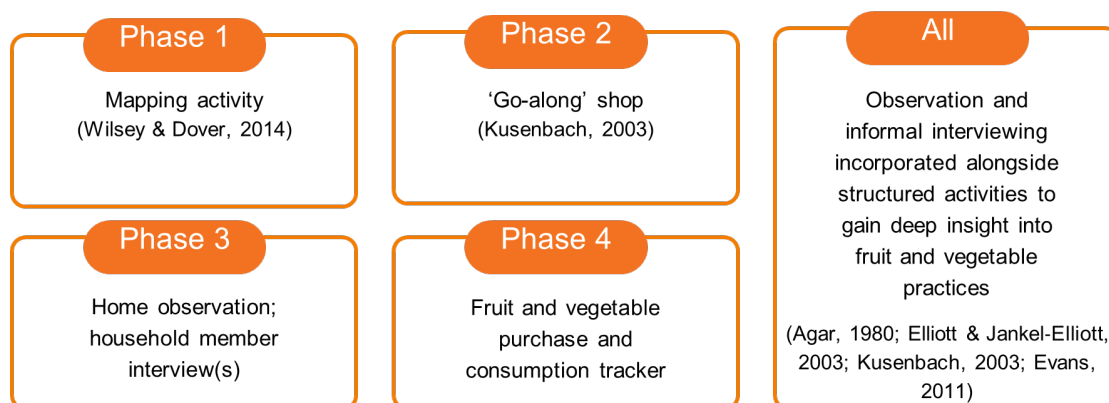 Phase 1
Mapping activity
(Wilsey & Dover, 2014)
Phase 2
‘Go-along’ shop
(Kusenbach, 2003)
Phase 3
Home observation;
household member
interview(s)
Phase 4
Fruit and vegetable
purchase and
consumption tracker
All
Observation and
informal interviewing
incorporated alongside
structured activities to
gain deep insight into
fruit and vegetable
practices
(Agar, 1980; Elliott & Jankel-Elliott,
2003; Kusenbach, 2003; Evans,
2011)